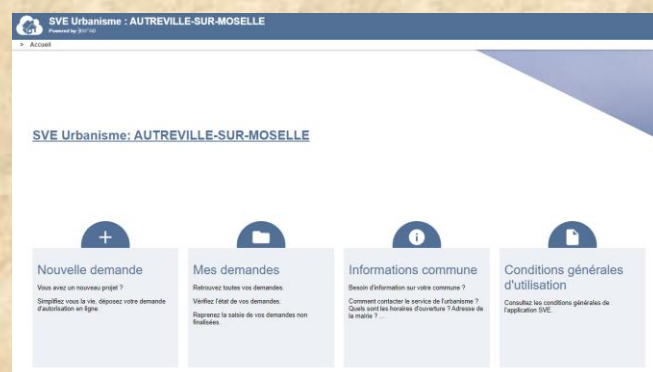 SVE Urbanisme : AUTREVILLE-SUR-MOSELLE
Powered by
> Accueil
SVE Urbanisme: AUTREVILLE-SUR-MOSELLE
Nouvelle demande
Vous avez un nouveau projet ?
Simplifiez vous la vie, déposez votre demande
d'autorisation en ligne.
Mes demandes
Retrouvez toutes vos demandes.
Vérifiez l'état de vos demandes.
Reprenez la saisie de vos demandes non
finalisées.
Informations commune
Besoin d'information sur votre commune ?
Comment contacter le service de l'urbanisme ?
Quels sont les horaires d'ouverture ? Adresse de
la mairie ? ...
Conditions générales
d'utilisation
Consultez les conditions générales de
l'application SVE.